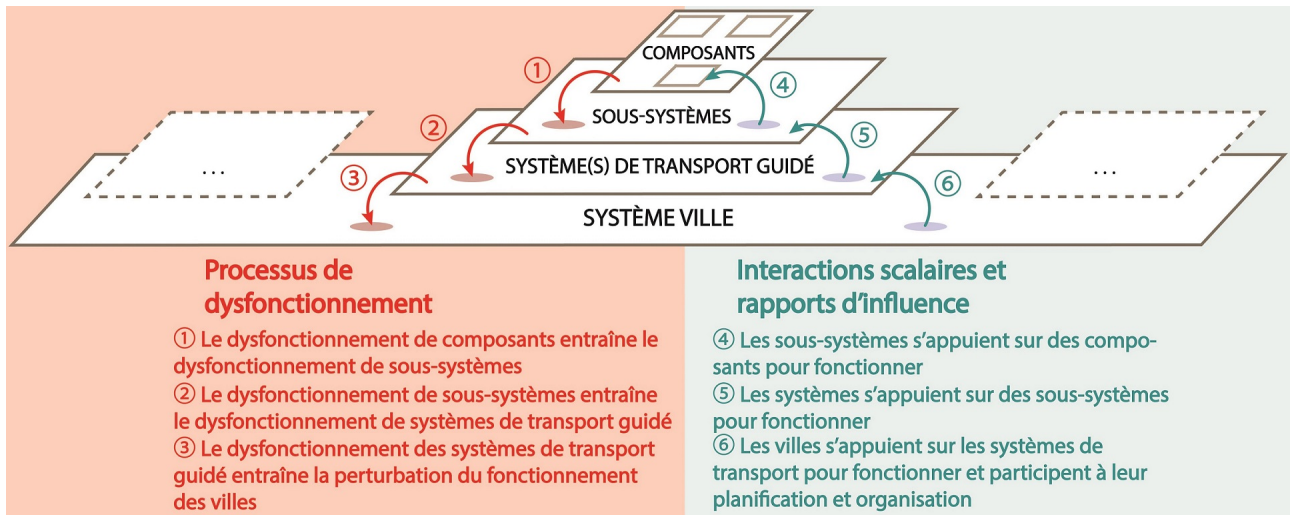 COMPOSANTS
①
④
SOUS-SYSTÈMES
②
⑤
...
SYSTÈME(S) DE TRANSPORT GUIDÉ
...
③
⑥
SYSTÈME VILLE
Processus de
dysfonctionnement
① Le dysfonctionnement de composants entraîne le
dysfonctionnement de sous-systèmes
② Le dysfonctionnement de sous-systèmes entraîne
le dysfonctionnement de systèmes de transport guidé
③ Le dysfonctionnement des systèmes de transport
guidé entraîne la perturbation du fonctionnement
des villes
Interactions scalaires et
rapports d'influence
④ Les sous-systèmes s'appuient sur des compo-
sants pour fonctionner
⑤ Les systèmes s'appuient sur des sous-systèmes
pour fonctionner
⑥ Les villes s'appuient sur les systèmes de
transport pour fonctionner et participent à leur
planification et organisation